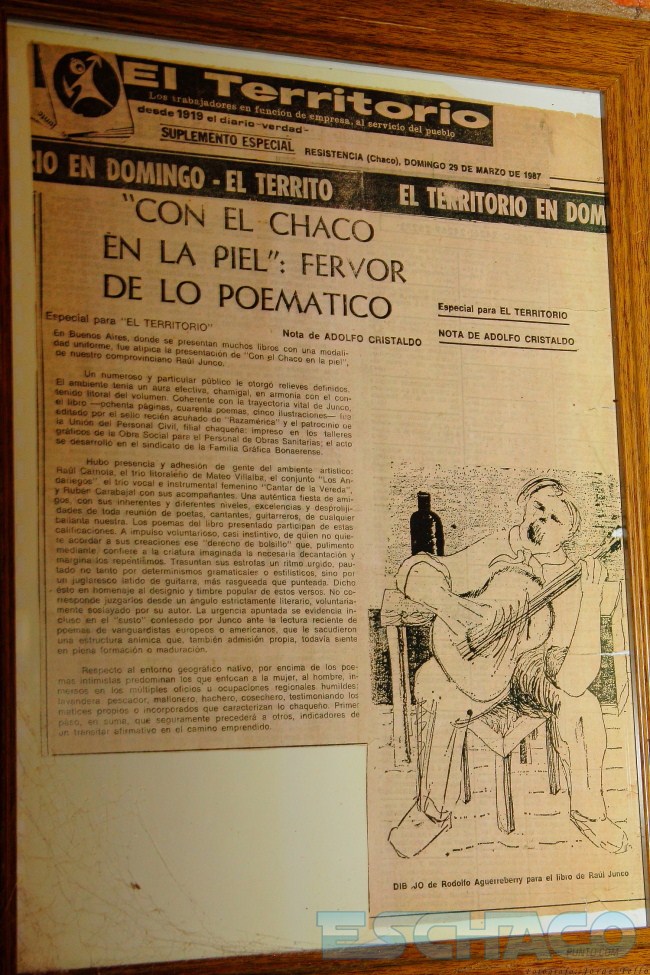 El Territorio
Los trabajadores en función de empresa, al servicio del pueblo
desde 1919 el diario -verdad-
SUPLEMENTO ESPECIAL
RESISTENCIA (Chaco), DOMINGO 29 DE MARZO DE 1987
RIO EN DOMINGO - EL TERRITO
EL TERRITORIO EN DOM
"CON EL CHACO
EN LA PIEL": FERVOR
DE LO POEMATICO
Especial para EL TERRITORIO
NOTA DE ADOLFO CRISTALDO
Especial para "EL TERRITORIO"
Nota de ADOLFO CRISTALDO
En Buenos Aires, donde se presentan muchos libros con una modali-
dad uniforme, fue atípica la presentación de "Con el Chaco en la piel",
de nuestro comprovinciano Raúl Junco.
Un numeroso y particular público le otorgó relieves definidos.
El ambiente tenía un aura efectiva, chamigal, en armonía con el con-
tenido litoral del volumen. Coherente con la trayectoria vital de Junco,
el libro —ochenta páginas, cuarenta poemas, cinco ilustraciones— fue
editado por el sello recién acuñado de "Razamérica" y el patrocinio de
la Unión del Personal Civil, filial chaqueña; impreso en los talleres
gráficos de la Obra Social para el Personal de Obras Sanitarias; el acto
se desarrolló en el sindicato de la Familia Gráfica Bonaerense.
Hubo presencia y adhesión de gente del ambiente artístico:
Raúl Carnota, el trío litoraleño de Mateo Villalba, el conjunto "Los An-
dariegos", el trío vocal e instrumental femenino "Cantar de la Vereda",
y Ruben Carabajal con sus acompañantes. Una auténtica fiesta de ami-
gos, con sus inherentes y diferentes niveles, excelencias y desproliji-
dades de toda reunión de poetas, cantantes, guitarreros, de cualquier
bailanta nuestra. Los poemas del libro presentado participan de estas
calificaciones. A impulso voluntarioso, casi instintivo, de quien no quie-
re acordar a sus creaciones ese "derecho de bolsillo" que, pulimento
mediante, confiere a la criatura imaginada la necesaria decantación y
margina los repentismos. Trasuntan sus estrofas un ritmo urgido, pau-
tado no tanto por determinismos gramaticales o estilísticos, sino por
un juglaresco latido de guitarra, más rasgueada que punteada. Dicho
ésto en homenaje al designio y timbre popular de estos versos. No co-
rresponde juzgarlos desde un ángulo estrictamente literario, voluntaria-
mente soslayado por su autor. La urgencia apuntada se evidencia in-
cluso en el "susto" confesado por Junco ante la lectura reciente de
poemas de vanguardistas europeos o americanos, que le sacudieron
una estructura anímica que, también admisión propia, todavía siente
en plena formación o maduración.
Respecto al entorno geográfico nativo, por encima de los poe-
mas intimistas predominan los que enfocan a la mujer, al hombre, in-
mersos en los múltiples oficios u ocupaciones regionales humildes:
lavandera, pescador, mallonero, hachero, cosechero, testimoniando los
matices propios o incorporados que caracterizan lo chaqueño. Primer
paso, en suma, que seguramente precederá a otros, indicadores de
un transitar afirmativo en el camino emprendido.
DIB JO de Rodolfo Aguerreberry para el libro de Raúl Junco
ESCHACO